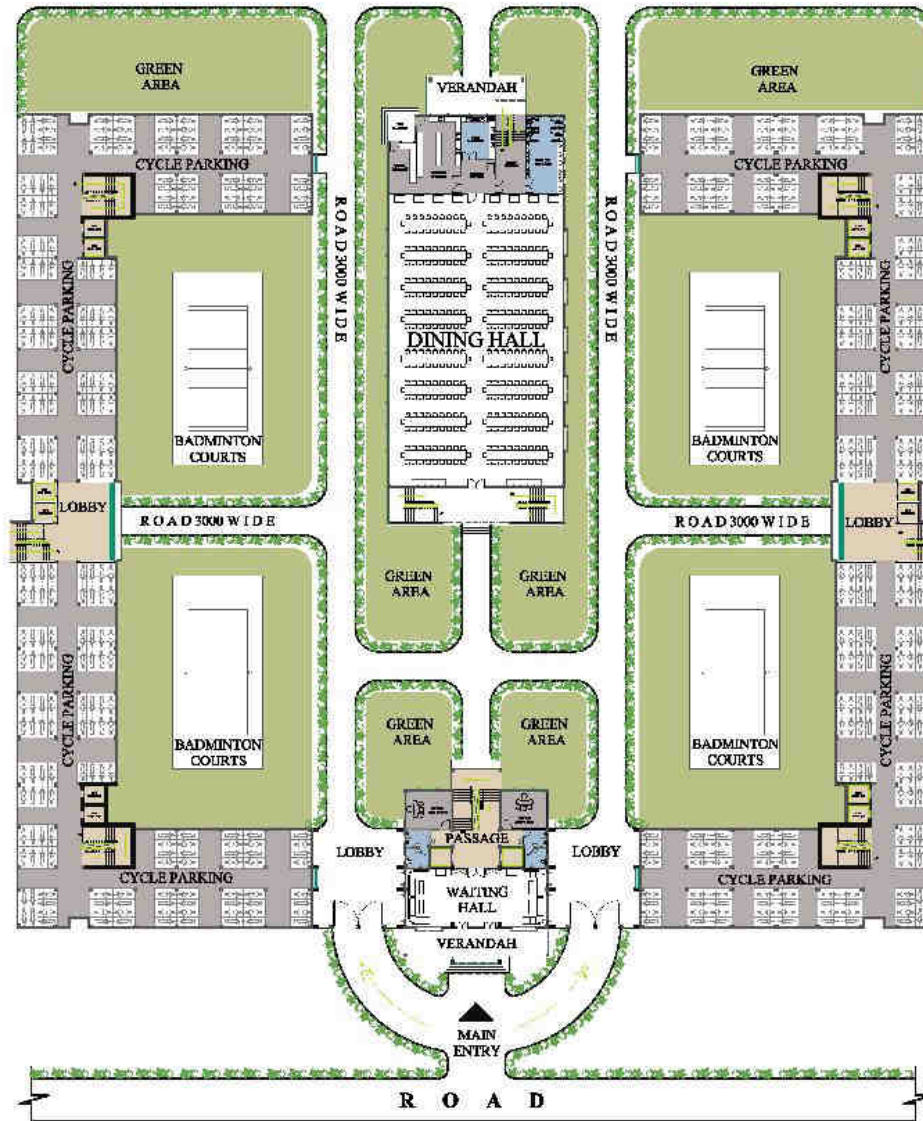 GREEN
AREA
GREEN
AREA
VERANDAH
CYCLE PARKING
CYCLE PARKING
ROAD 3000 WIDE
ROAD 3000 WIDE
CYCLE PARKING
CYCLE PARKING
DINING HALL
BADMINTON
COURTS
BADMINTON
COURTS
LOBBY
ROAD 3000 WIDE
ROAD 3000 WIDE
LOBBY
GREEN
AREA
GREEN
AREA
CYCLE PARKING
CYCLE PARKING
BADMINTON
COURTS
GREEN
AREA
GREEN
AREA
BADMINTON
COURTS
PASSAGE
LOBBY
LOBBY
CYCLE PARKING
CYCLE PARKING
WAITING
HALL
VERANDAH
MAIN
ENTRY
ROAD